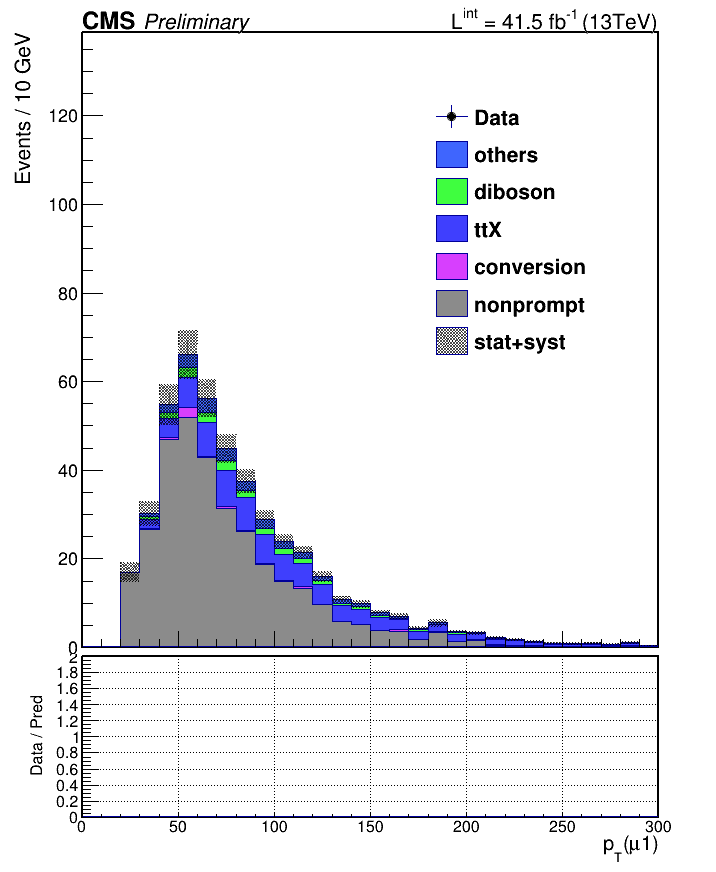 CMS Preliminary L^int = 41.5 fb^-1 (13TeV)
Events / 10 GeV
120
100
80
60
40
20
0
Data
others
diboson
ttX
conversion
nonprompt
stat+syst
Data / Pred
2
1.8
1.6
1.4
1.2
1
0.8
0.6
0.4
0.2
0
0 50 100 150 200 250 300
p_T(μ1)